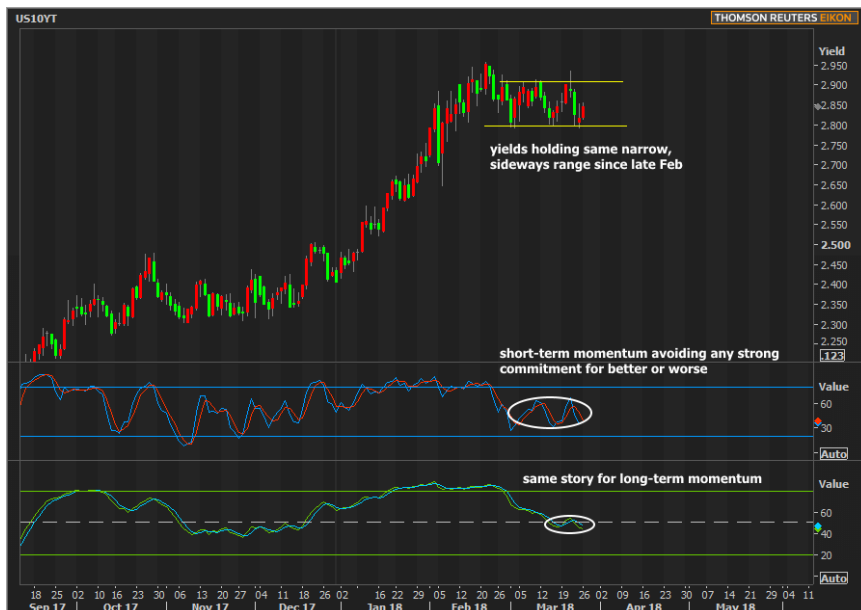 US10YT
THOMSON REUTERS EIKON
Yield
2.950
2.900
2.850
2.800
2.750
2.700
2.650
2.600
2.550
2.500
2.450
2.400
2.350
2.300
2.250
.123
yields holding same narrow,
sideways range since late Feb
short-term momentum avoiding any strong
commitment for better or worse
Value
60
30
Auto
same story for long-term momentum
Value
60
40
20
Auto
18 25 02 10 16 23 30 06 13 20 27 04 11 18 26 02 08 16 22 29 05 12 20 26 05 12 19 26 02 09 16 23 30 07 14 21 29 04 11
Sep 17 Oct 17 Nov 17 Dec 17 Jan 18 Feb 18 Mar 18 Apr 18 May 18